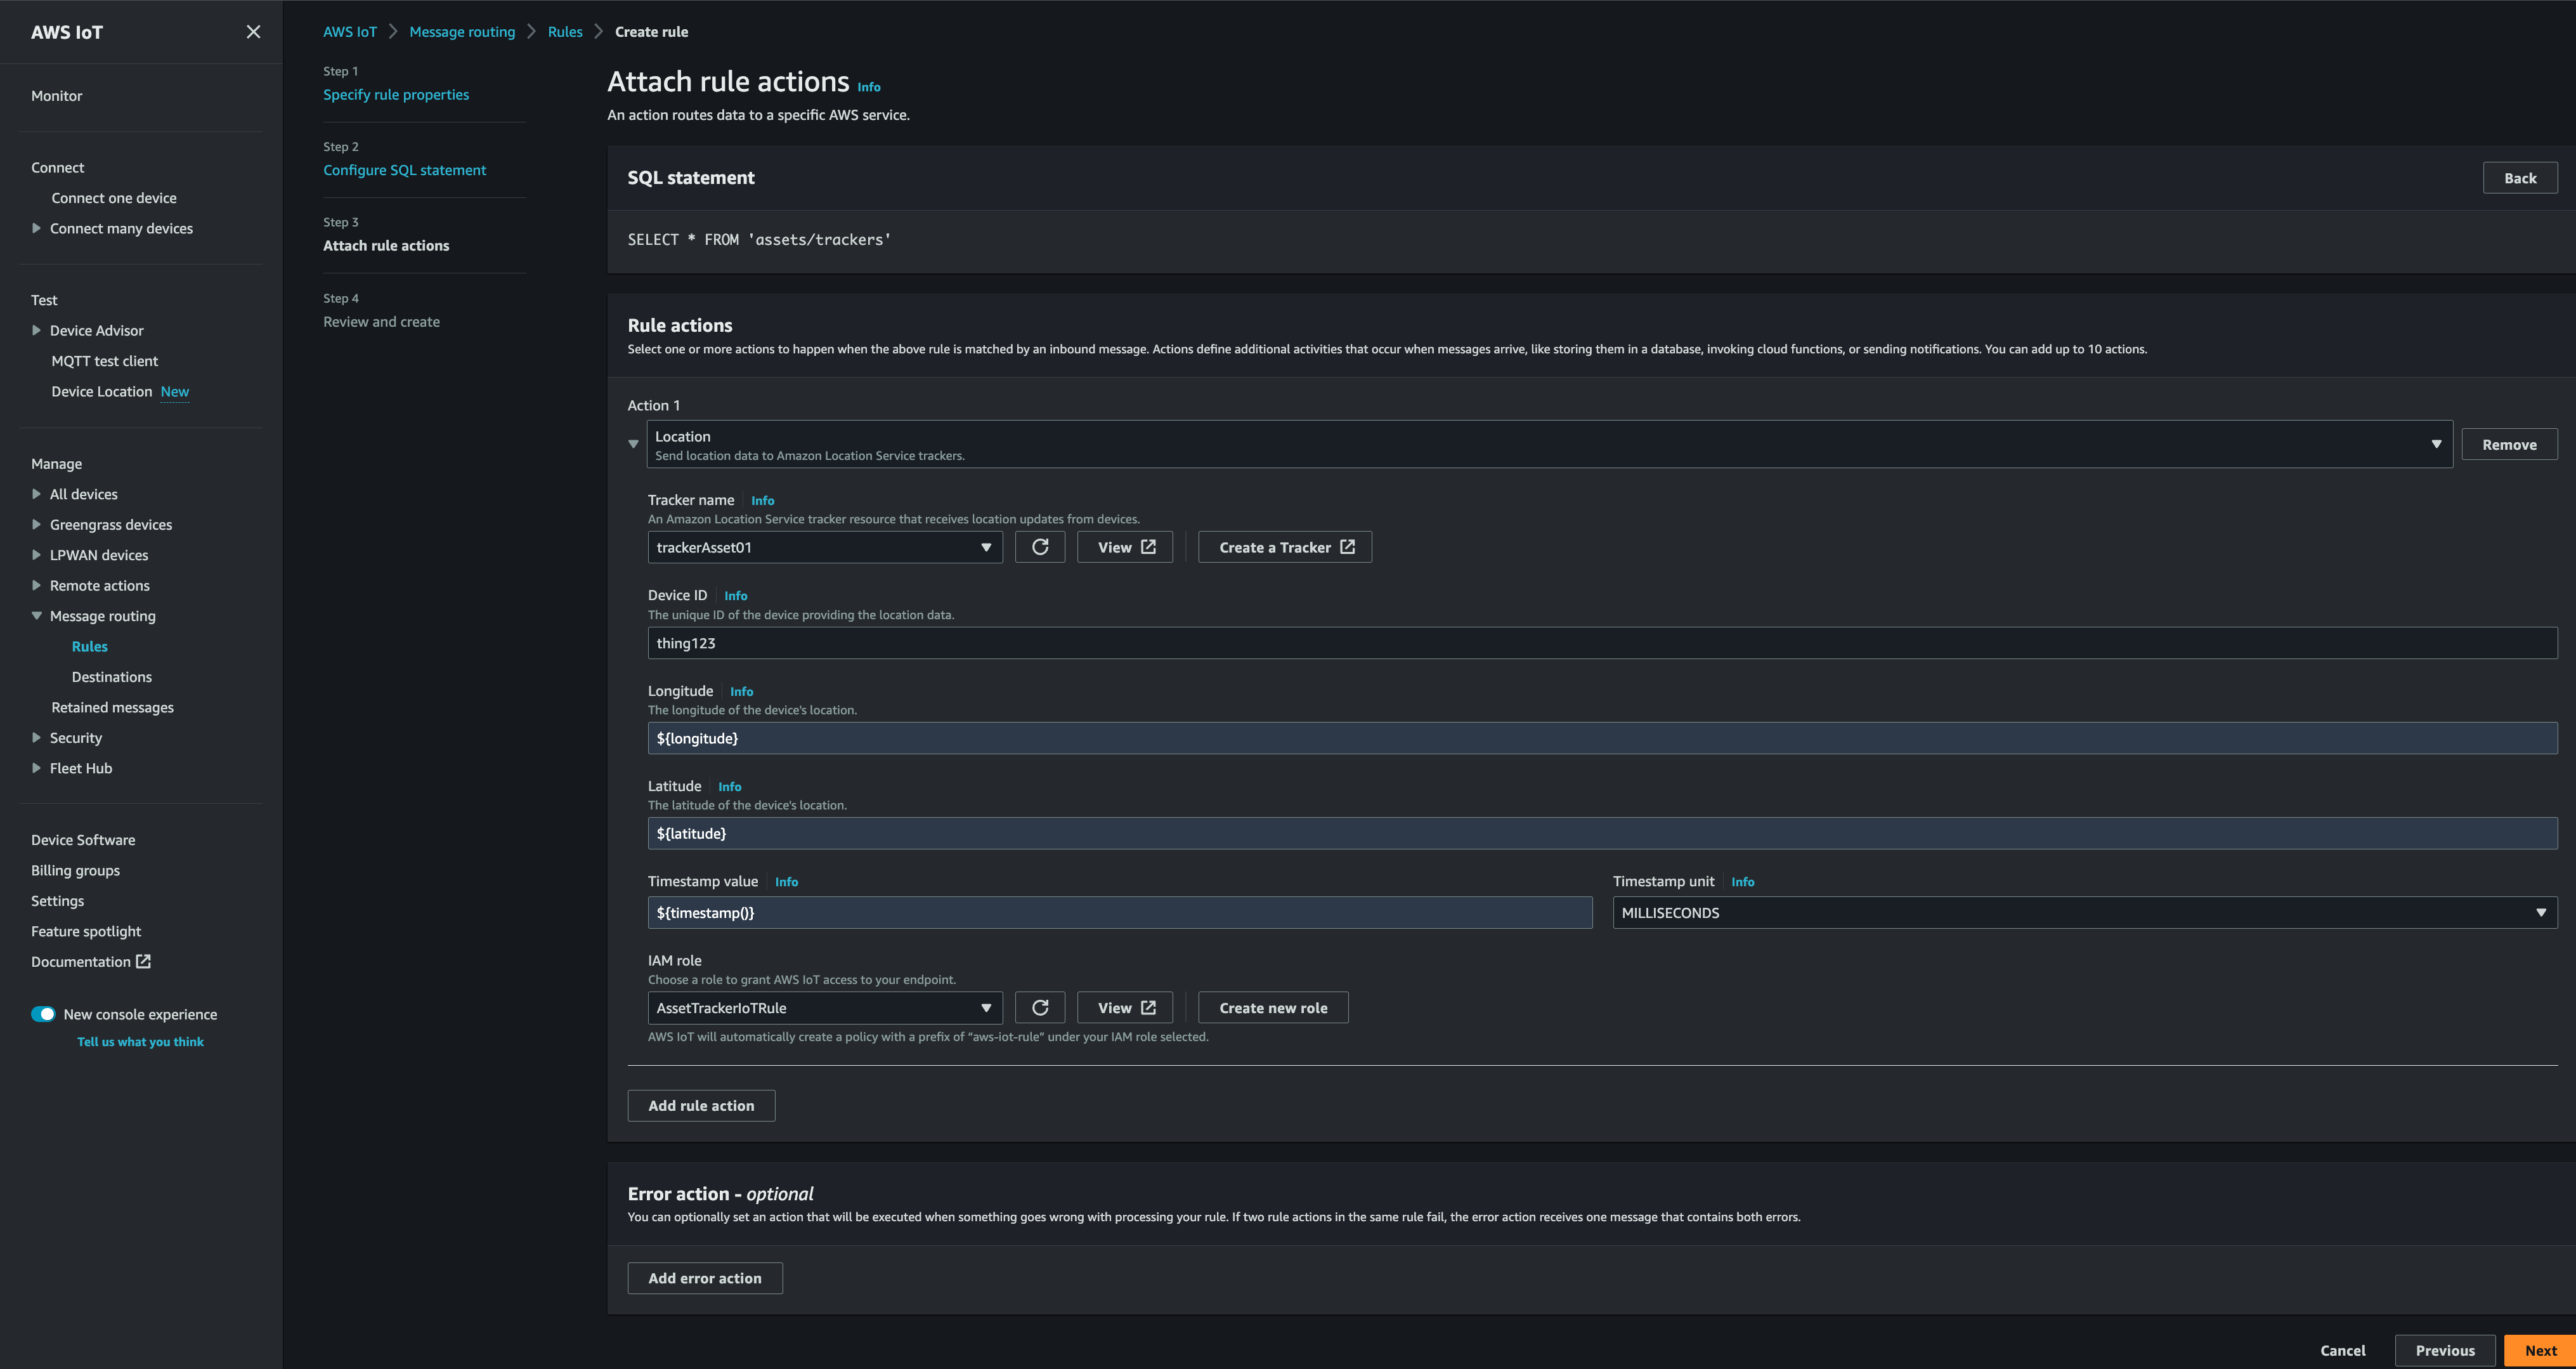 AWS IoT
Monitor
Connect
Connect one device
Connect many devices
Test
Device Advisor
MQTT test client
Device Location New
Manage
All devices
Greengrass devices
LPWAN devices
Remote actions
Message routing
Rules
Destinations
Retained messages
Security
Fleet Hub
Device Software
Billing groups
Settings
Feature spotlight
Documentation
New console experience
Tell us what you think
AWS IoT > Message routing > Rules > Create rule
Step 1
Specify rule properties
Step 2
Configure SQL statement
Step 3
Attach rule actions
Step 4
Review and create
Attach rule actions Info
An action routes data to a specific AWS service.
SQL statement
Back
SELECT * FROM 'assets/trackers'
Rule actions
Select one or more actions to happen when the above rule is matched by an inbound message. Actions define additional activities that occur when messages arrive, like storing them in a database, invoking cloud functions, or sending notifications. You can add up to 10 actions.
Action 1
Location
Send location data to Amazon Location Service trackers.
Remove
Tracker name Info
An Amazon Location Service tracker resource that receives location updates from devices.
trackerAsset01 View Create a Tracker
Device ID Info
The unique ID of the device providing the location data.
thing123
Longitude Info
The longitude of the device's location.
${longitude}
Latitude Info
The latitude of the device's location.
${latitude}
Timestamp value Info Timestamp unit Info
${timestamp()} MILLISECONDS
IAM role
Choose a role to grant AWS IoT access to your endpoint.
AssetTrackerIoTRule View Create new role
AWS IoT will automatically create a policy with a prefix of "aws-iot-rule" under your IAM role selected.
Add rule action
Error action - optional
You can optionally set an action that will be executed when something goes wrong with processing your rule. If two rule actions in the same rule fail, the error action receives one message that contains both errors.
Add error action
Cancel Previous Next